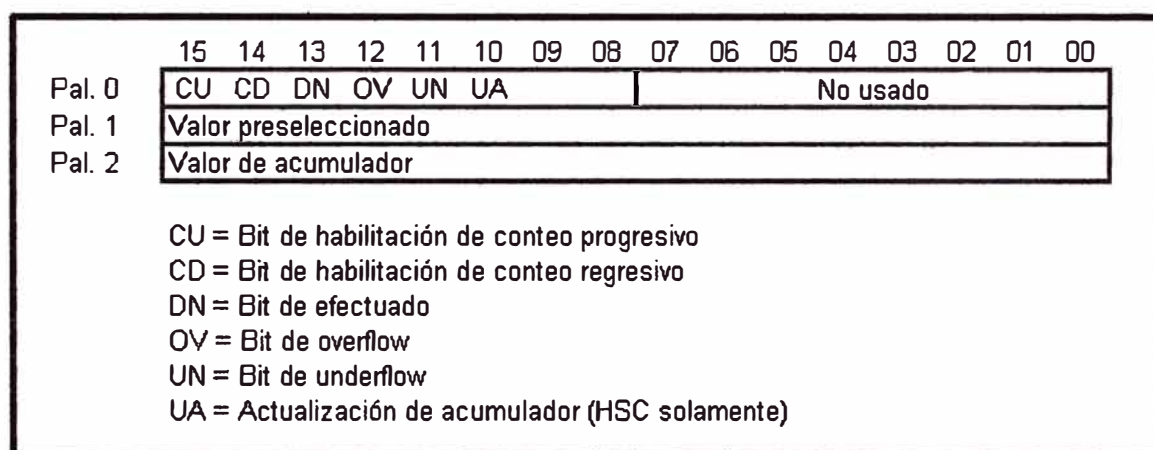 15 14 13 12 11 10 09 08 07 06 05 04 03 02 01 00
Pal. 0 CU CD DN OV UN UA No usado
Pal. 1 Valor preseleccionado
Pal. 2 Valor de acumulador
CU = Bit de habilitación de conteo progresivo
CD = Bit de habilitación de conteo regresivo
DN = Bit de efectuado
OV = Bit de overflow
UN = Bit de underflow
UA = Actualización de acumulador (HSC solamente)